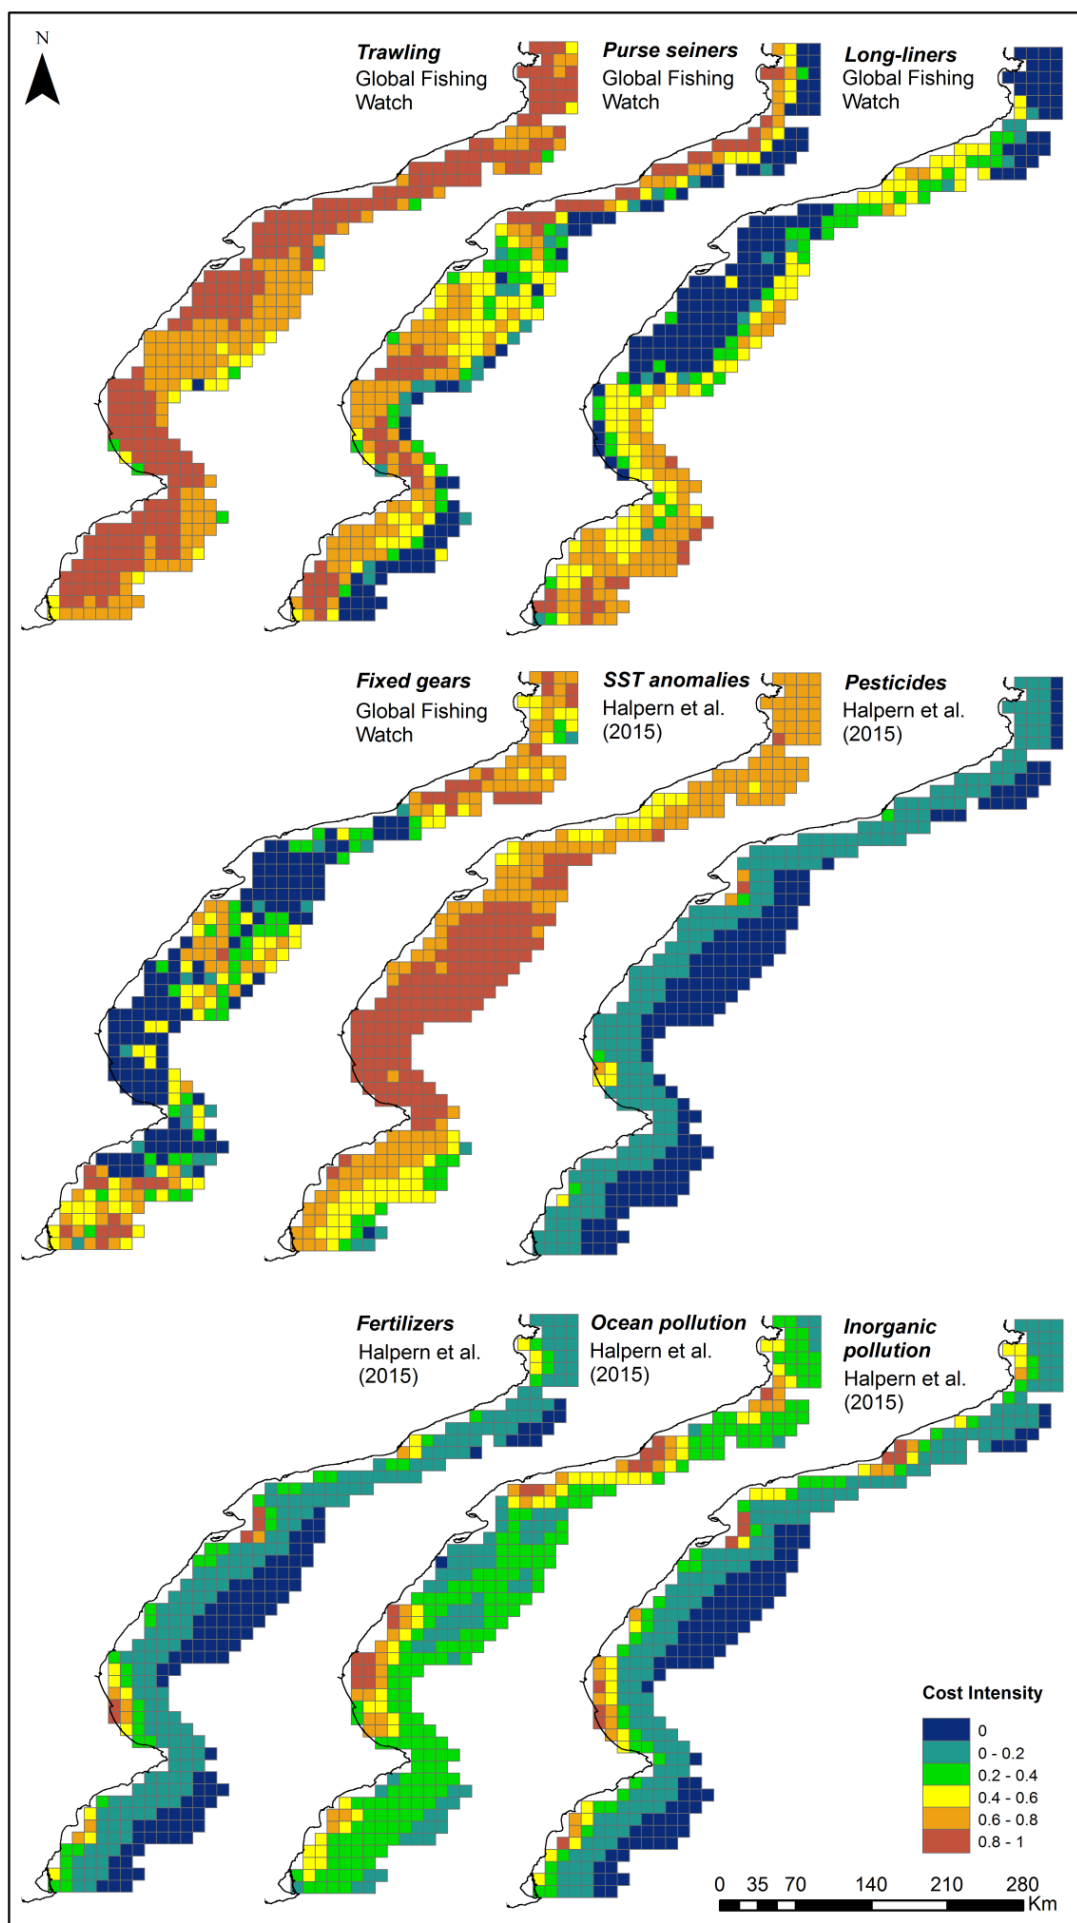 N
Trawling
Global Fishing
Watch
Purse seiners
Global Fishing
Watch
Long-liners
Global Fishing
Watch
Fixed gears
Global Fishing
Watch
SST anomalies
Halpern et al.
(2015)
Pesticides
Halpern et al.
(2015)
Fertilizers
Halpern et al.
(2015)
Ocean pollution
Halpern et al.
(2015)
Inorganic
pollution
Halpern et al.
(2015)
Cost Intensity
0
0 - 0.2
0.2 - 0.4
0.4 - 0.6
0.6 - 0.8
0.8 - 1
0 35 70 140 210 280
Km